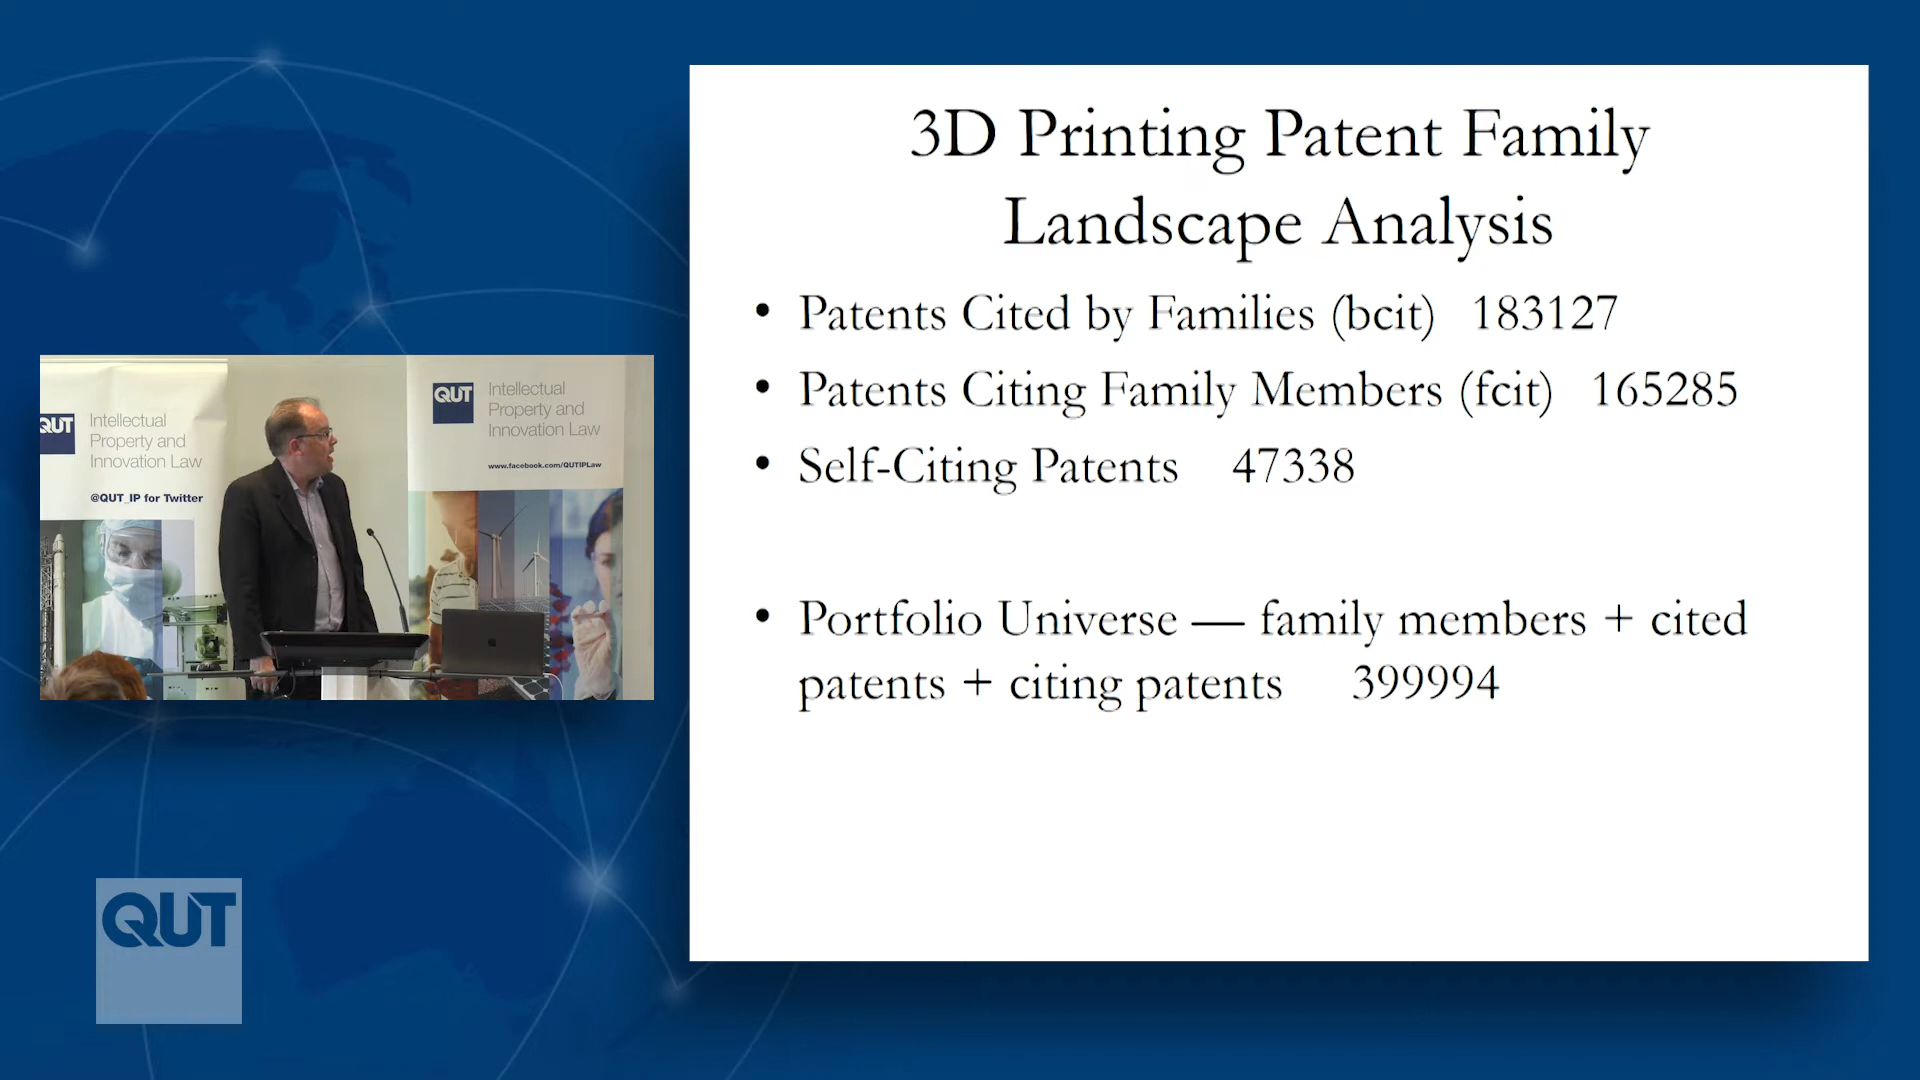 3D Printing Patent Family
Landscape Analysis
• Patents Cited by Families (bcit) 183127
• Patents Citing Family Members (fcit) 165285
• Self-Citing Patents 47338
• Portfolio Universe — family members + cited
patents + citing patents 399994
QUT
Intellectual
Property and
Innovation Law
@QUT_IP for Twitter
QUT
Intellectual
Property and
Innovation Law
www.facebook.com/QUTIPLaw
QUT